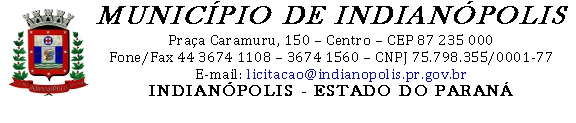 MUNICÍPIO DE INDIANÓPOLIS
Praça Caramuru, 150 – Centro – CEP 87 235 000
Fone/Fax 44 3674 1108 – 3674 1560 – CNPJ 75.798.355/0001-77
E-mail: licitacao@indianopolis.pr.gov.br
INDIANÓPOLIS - ESTADO DO PARANÁ
INDIANÓPOLIS